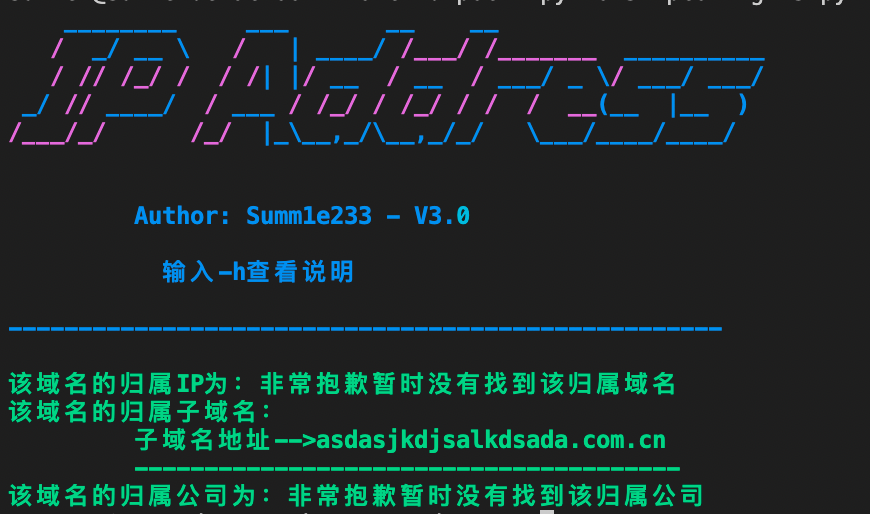 IP Address
Author: Summ1e233 - V3.0
输入-h查看说明
该域名的归属IP为: 非常抱歉暂时没有找到该归属域名
该域名的归属子域名:
子域名地址-->asdasjkdjsalkdsada.com.cn
该域名的归属公司为: 非常抱歉暂时没有找到该归属公司